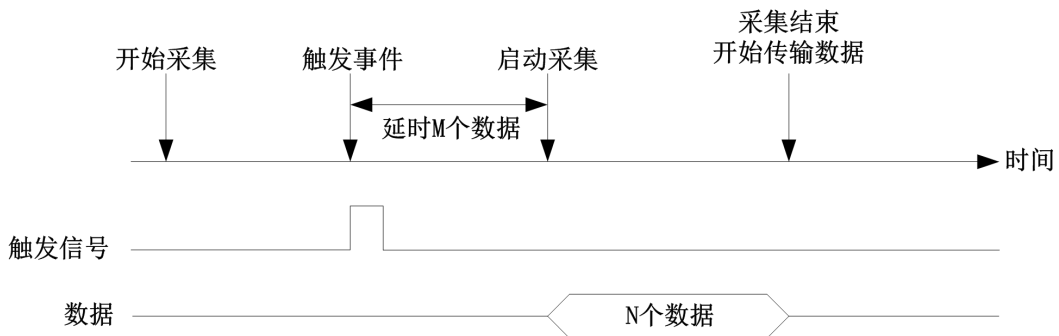 采集结束
开始传输数据
开始采集
触发事件
启动采集
延时M个数据
时间
触发信号
数据
N个数据